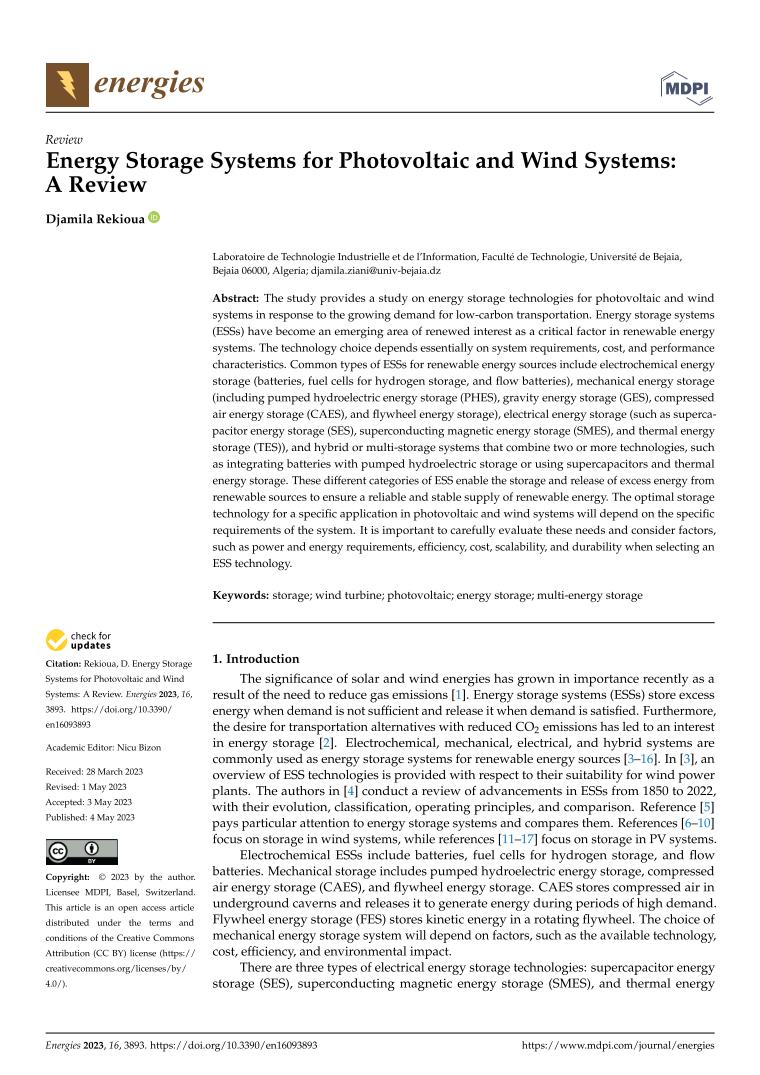 energies
MDPI
Review
Energy Storage Systems for Photovoltaic and Wind Systems:
A Review
Djamila Rekioua iD
Laboratoire de Technologie Industrielle et de l'Information, Faculté de Technologie, Université de Bejaia,
Bejaia 06000, Algeria; djamila.ziani@univ-bejaia.dz
Abstract: The study provides a study on energy storage technologies for photovoltaic and wind
systems in response to the growing demand for low-carbon transportation. Energy storage systems
(ESSs) have become an emerging area of renewed interest as a critical factor in renewable energy
systems. The technology choice depends essentially on system requirements, cost, and performance
characteristics. Common types of ESSs for renewable energy sources include electrochemical energy
storage (batteries, fuel cells for hydrogen storage, and flow batteries), mechanical energy storage
(including pumped hydroelectric energy storage (PHES), gravity energy storage (GES), compressed
air energy storage (CAES), and flywheel energy storage), electrical energy storage (such as superca-
pacitor energy storage (SES), superconducting magnetic energy storage (SMES), and thermal energy
storage (TES)), and hybrid or multi-storage systems that combine two or more technologies, such
as integrating batteries with pumped hydroelectric storage or using supercapacitors and thermal
energy storage. These different categories of ESS enable the storage and release of excess energy from
renewable sources to ensure a reliable and stable supply of renewable energy. The optimal storage
technology for a specific application in photovoltaic and wind systems will depend on the specific
requirements of the system. It is important to carefully evaluate these needs and consider factors,
such as power and energy requirements, efficiency, cost, scalability, and durability when selecting an
ESS technology.
Keywords: storage; wind turbine; photovoltaic; energy storage; multi-energy storage
check for
updates
Citation: Rekioua, D. Energy Storage
Systems for Photovoltaic and Wind
Systems: A Review. Energies 2023, 16,
3893. https://doi.org/10.3390/
en16093893
Academic Editor: Nicu Bizon
Received: 28 March 2023
Revised: 1 May 2023
Accepted: 3 May 2023
Published: 4 May 2023
cc BY
Copyright: © 2023 by the author.
Licensee MDPI, Basel, Switzerland.
This article is an open access article
distributed under the terms and
conditions of the Creative Commons
Attribution (CC BY) license (https://
creativecommons.org/licenses/by/
4.0/).
1. Introduction
The significance of solar and wind energies has grown in importance recently as a
result of the need to reduce gas emissions [1]. Energy storage systems (ESSs) store excess
energy when demand is not sufficient and release it when demand is satisfied. Furthermore,
the desire for transportation alternatives with reduced CO2 emissions has led to an interest
in energy storage [2]. Electrochemical, mechanical, electrical, and hybrid systems are
commonly used as energy storage systems for renewable energy sources [3–16]. In [3], an
overview of ESS technologies is provided with respect to their suitability for wind power
plants. The authors in [4] conduct a review of advancements in ESSs from 1850 to 2022,
with their evolution, classification, operating principles, and comparison. Reference [5]
pays particular attention to energy storage systems and compares them. References [6–10]
focus on storage in wind systems, while references [11–17] focus on storage in PV systems.
Electrochemical ESSs include batteries, fuel cells for hydrogen storage, and flow
batteries. Mechanical storage includes pumped hydroelectric energy storage, compressed
air energy storage (CAES), and flywheel energy storage. CAES stores compressed air in
underground caverns and releases it to generate energy during periods of high demand.
Flywheel energy storage (FES) stores kinetic energy in a rotating flywheel. The choice of
mechanical energy storage system will depend on factors, such as the available technology,
cost, efficiency, and environmental impact.
There are three types of electrical energy storage technologies: supercapacitor energy
storage (SES), superconducting magnetic energy storage (SMES), and thermal energy
Energies 2023, 16, 3893. https://doi.org/10.3390/en16093893
https://www.mdpi.com/journal/energies